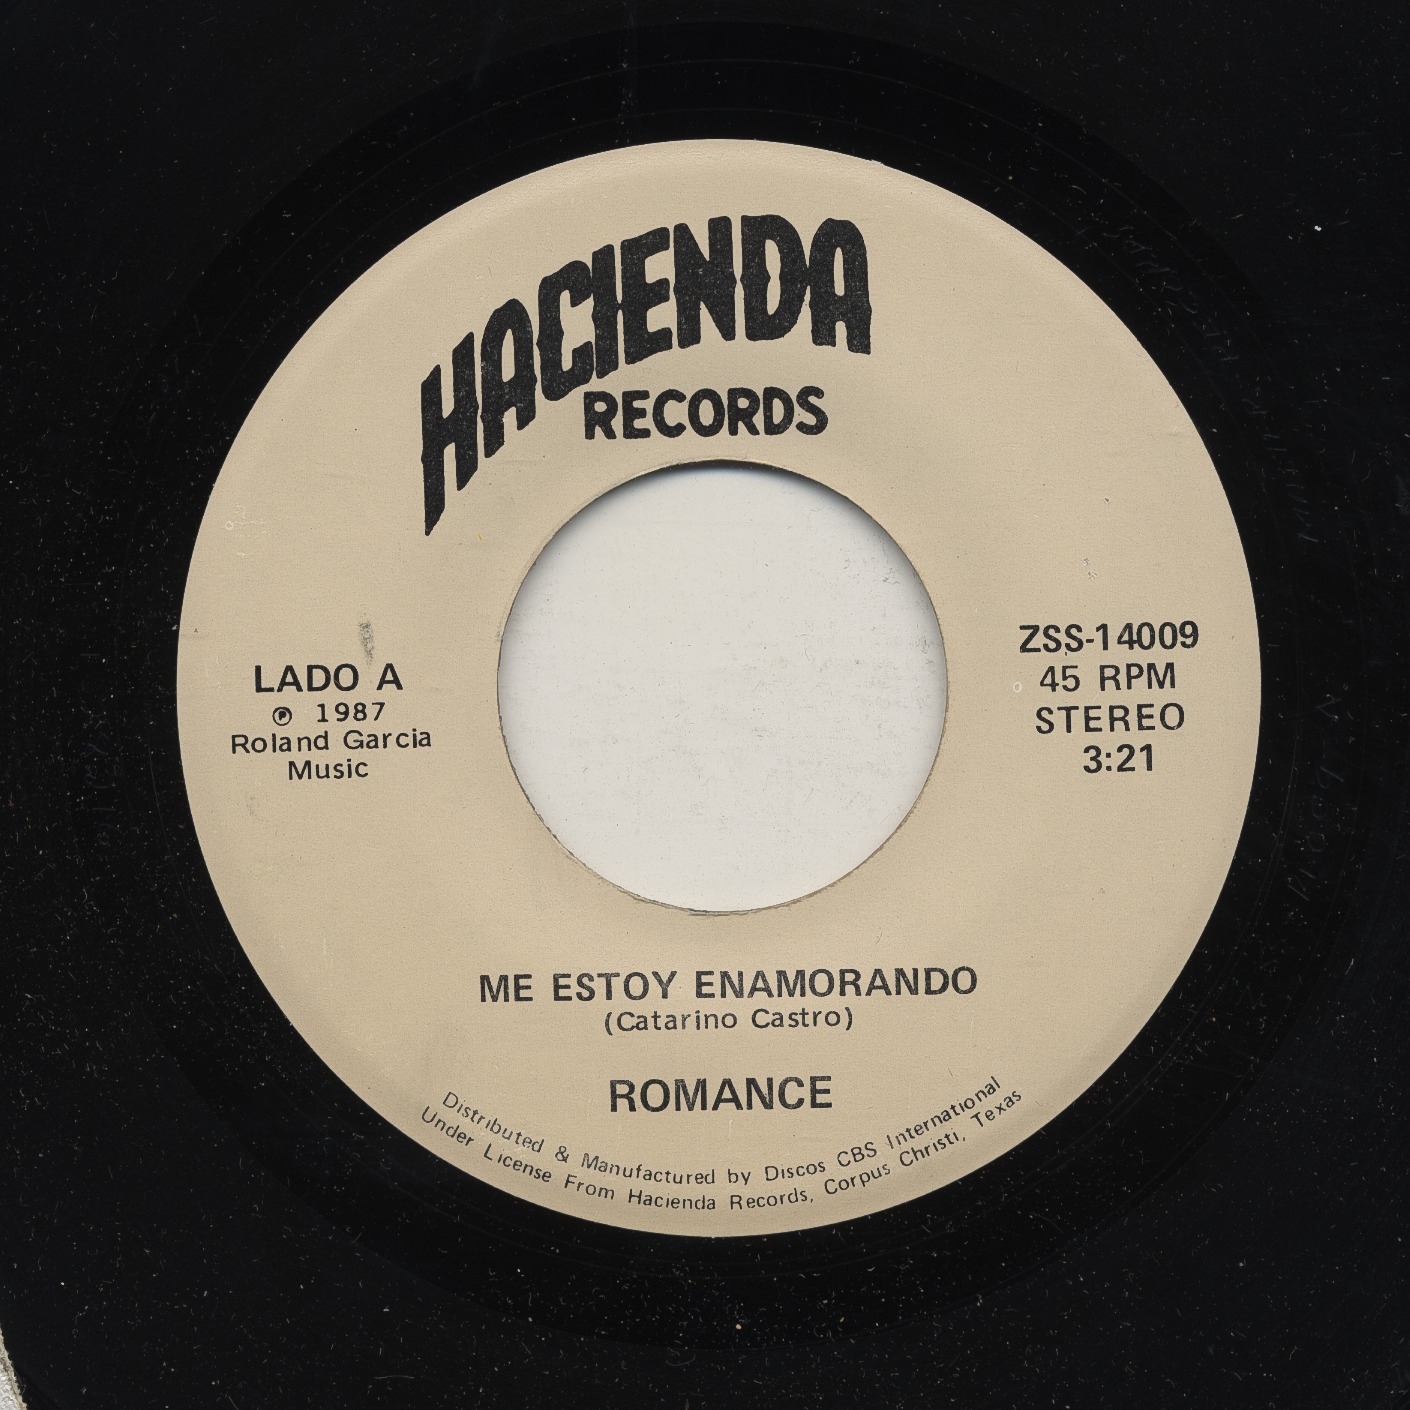 HACIENDA
RECORDS
LADO A
℗ 1987
Roland Garcia
Music
ZSS-14009
45 RPM
STEREO
3:21
ME ESTOY ENAMORANDO
(Catarino Castro)
ROMANCE
Distributed & Manufactured by Discos CBS International
Under License From Hacienda Records, Corpus Christi, Texas